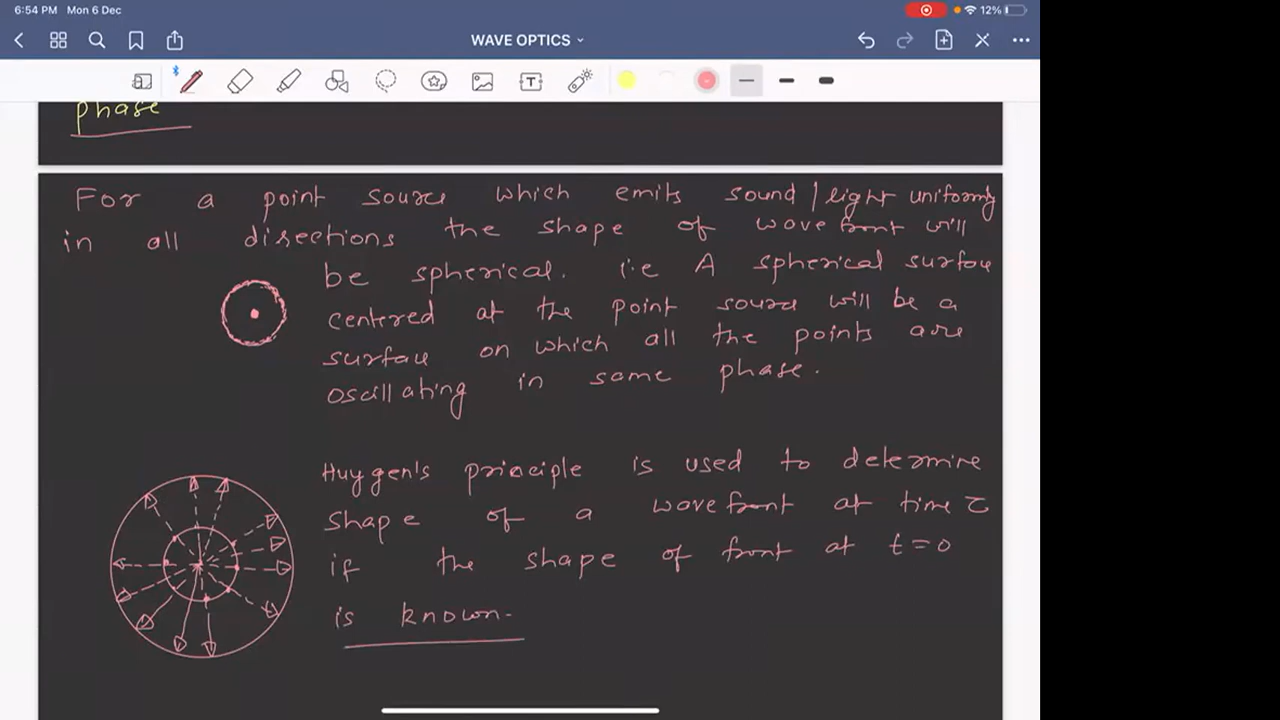 6:54 PM Mon 6 Dec
12%
WAVE OPTICS
phase
For a point source which emits sound / light uniformly
in all directions the shape of wavefront will
be spherical. i.e A spherical surface
centered at the point source will be a
surface on which all the points are
oscillating in same phase.
Huygen's principle is used to determine
shape of a wavefront at time τ
if the shape of front at t=0
is known.